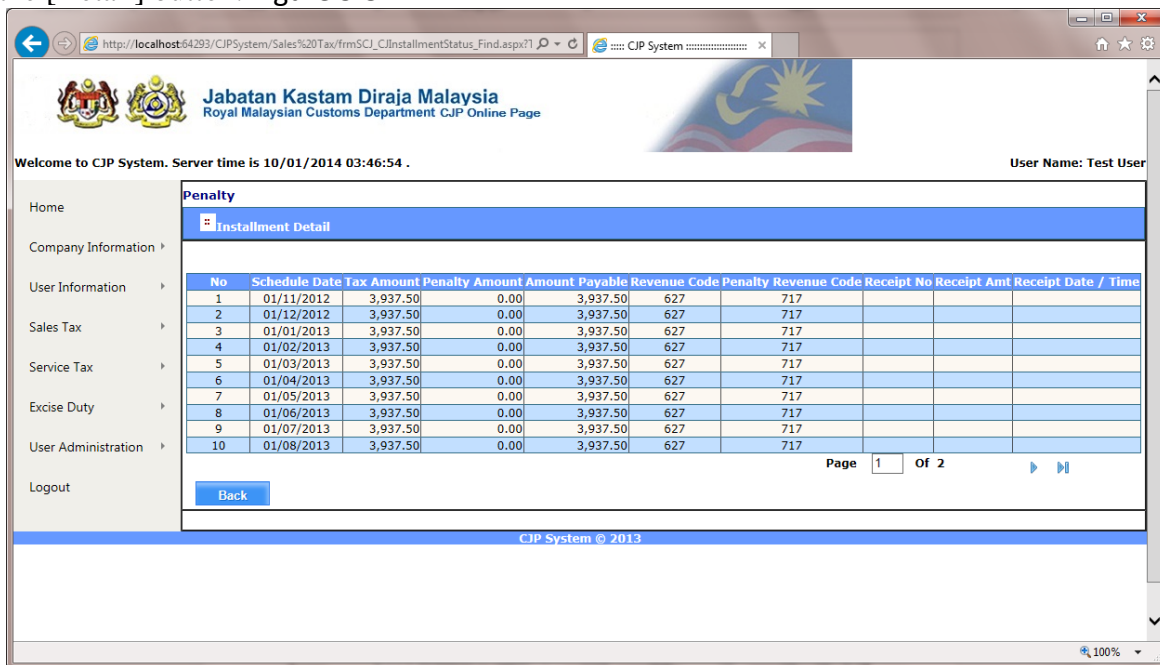 http://localhost:64293/CJPSystem/Sales%20Tax/frmSCJ_CJInstallmentStatus_Find.aspx?1
::::: CJP System ::::::::::::::::::::::
Jabatan Kastam Diraja Malaysia
Royal Malaysian Customs Department CJP Online Page
Welcome to CJP System. Server time is 10/01/2014 03:46:54 . User Name: Test User
Home
Company Information
User Information
Sales Tax
Service Tax
Excise Duty
User Administration
Logout
Penalty
Installment Detail
No Schedule Date Tax Amount Penalty Amount Amount Payable Revenue Code Penalty Revenue Code Receipt No Receipt Amt Receipt Date / Time
1 01/11/2012 3,937.50 0.00 3,937.50 627 717
2 01/12/2012 3,937.50 0.00 3,937.50 627 717
3 01/01/2013 3,937.50 0.00 3,937.50 627 717
4 01/02/2013 3,937.50 0.00 3,937.50 627 717
5 01/03/2013 3,937.50 0.00 3,937.50 627 717
6 01/04/2013 3,937.50 0.00 3,937.50 627 717
7 01/05/2013 3,937.50 0.00 3,937.50 627 717
8 01/06/2013 3,937.50 0.00 3,937.50 627 717
9 01/07/2013 3,937.50 0.00 3,937.50 627 717
10 01/08/2013 3,937.50 0.00 3,937.50 627 717
Page 1 Of 2
Back
CJP System © 2013
100%